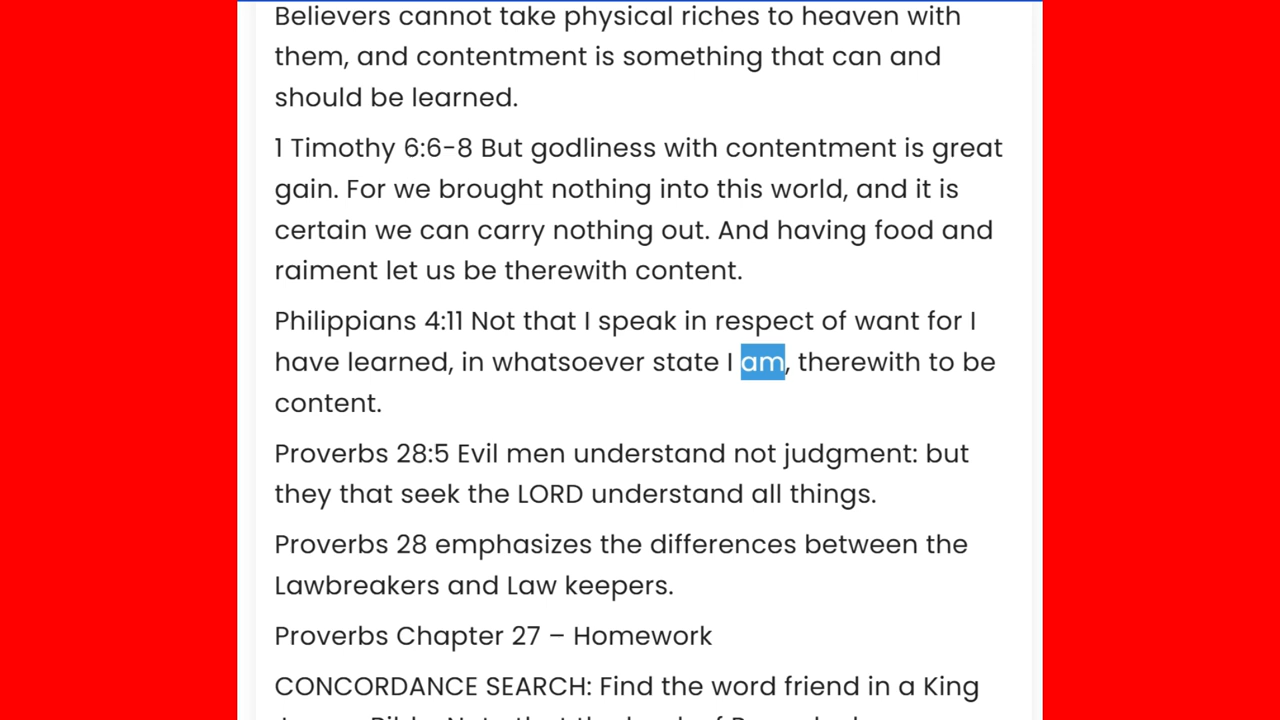 Believers cannot take physical riches to heaven with
them, and contentment is something that can and
should be learned.
1 Timothy 6:6-8 But godliness with contentment is great
gain. For we brought nothing into this world, and it is
certain we can carry nothing out. And having food and
raiment let us be therewith content.
Philippians 4:11 Not that I speak in respect of want for I
have learned, in whatsoever state I am, therewith to be
content.
Proverbs 28:5 Evil men understand not judgment: but
they that seek the LORD understand all things.
Proverbs 28 emphasizes the differences between the
Lawbreakers and Law keepers.
Proverbs Chapter 27 – Homework
CONCORDANCE SEARCH: Find the word friend in a King